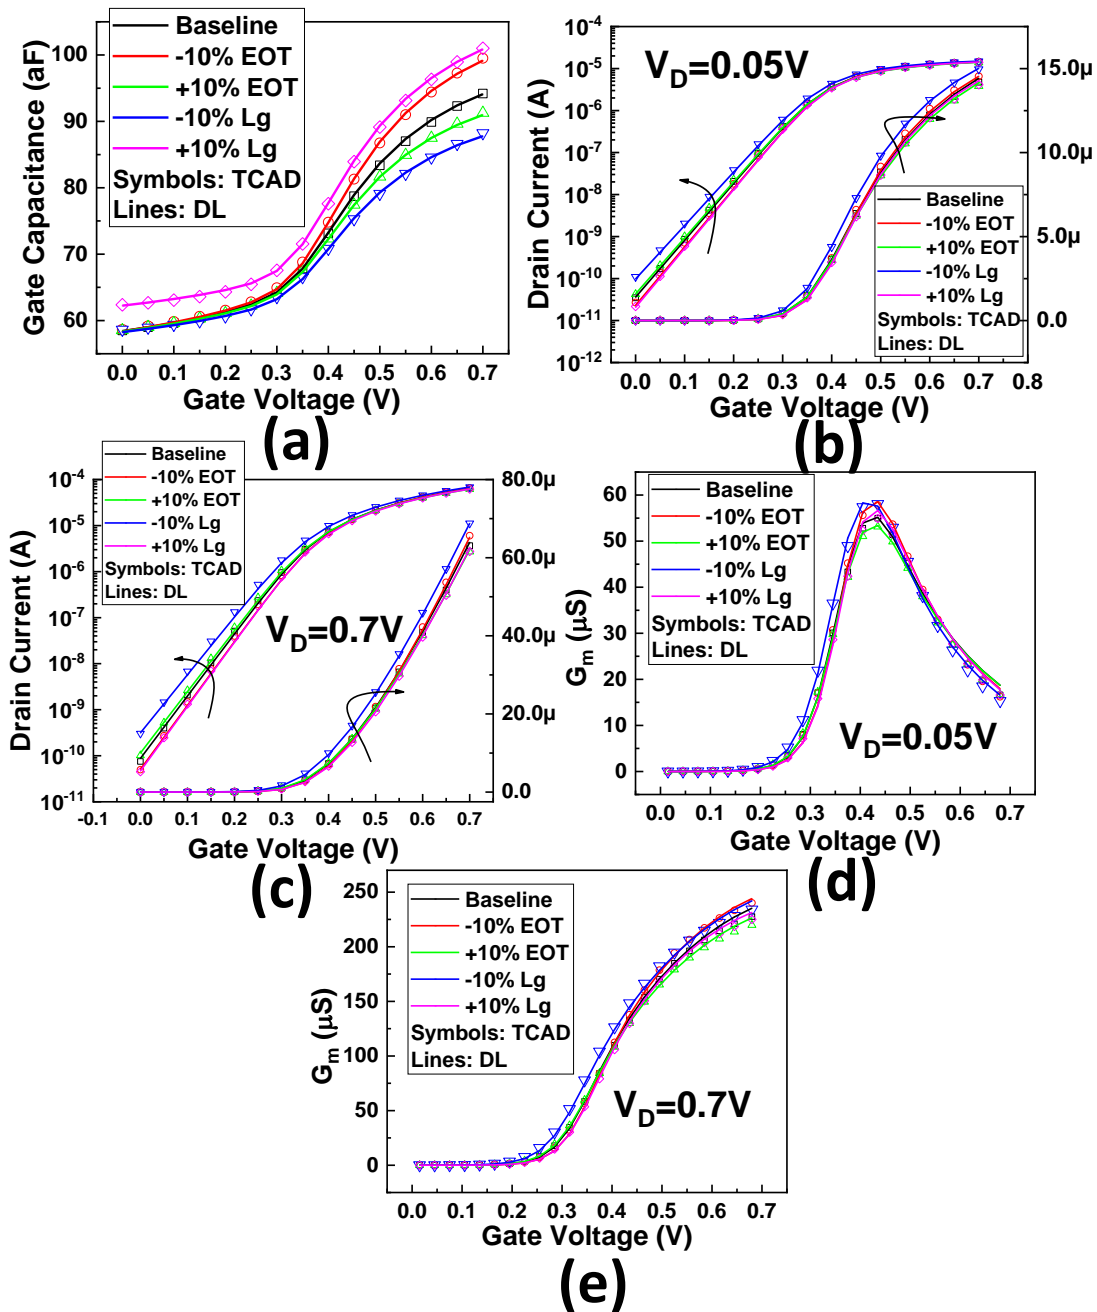 Baseline
-10% EOT
+10% EOT
-10% Lg
+10% Lg
Symbols: TCAD
Lines: DL
Gate Capacitance (aF)
100
90
80
70
60
0.0 0.1 0.2 0.3 0.4 0.5 0.6 0.7
Gate Voltage (V)
(a)
V_D=0.05V
Drain Current (A)
10^-4
10^-5
10^-6
10^-7
10^-8
10^-9
10^-10
10^-11
10^-12
15.0μ
10.0μ
5.0μ
0.0
Baseline
-10% EOT
+10% EOT
-10% Lg
+10% Lg
Symbols: TCAD
Lines: DL
0.0 0.1 0.2 0.3 0.4 0.5 0.6 0.7 0.8
Gate Voltage (V)
(b)
Baseline
-10% EOT
+10% EOT
-10% Lg
+10% Lg
Symbols: TCAD
Lines: DL
V_D=0.7V
Drain Current (A)
10^-4
10^-5
10^-6
10^-7
10^-8
10^-9
10^-10
10^-11
80.0μ
60.0μ
40.0μ
20.0μ
0.0
-0.1 0.0 0.1 0.2 0.3 0.4 0.5 0.6 0.7
Gate Voltage (V)
(c)
Baseline
-10% EOT
+10% EOT
-10% Lg
+10% Lg
Symbols: TCAD
Lines: DL
V_D=0.05V
G_m (μS)
60
50
40
30
20
10
0
0.0 0.1 0.2 0.3 0.4 0.5 0.6 0.7
Gate Voltage (V)
(d)
Baseline
-10% EOT
+10% EOT
-10% Lg
+10% Lg
Symbols: TCAD
Lines: DL
V_D=0.7V
G_m (μS)
250
200
150
100
50
0
0.0 0.1 0.2 0.3 0.4 0.5 0.6 0.7
Gate Voltage (V)
(e)